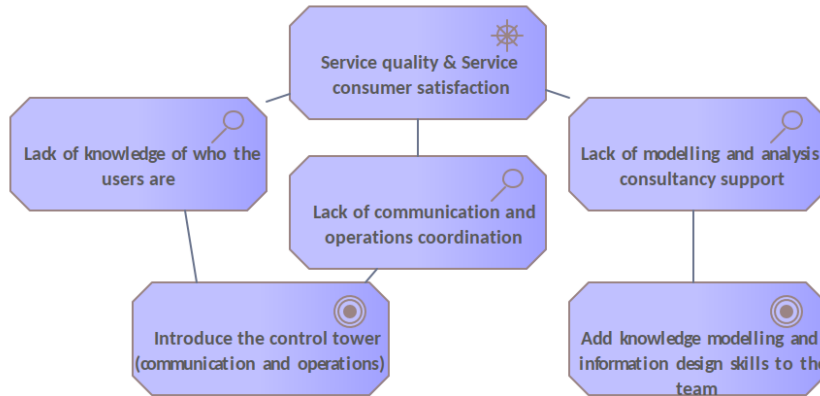 Service quality & Service
consumer satisfaction
Lack of knowledge of who the
users are
Lack of communication and
operations coordination
Lack of modelling and analysis
consultancy support
Introduce the control tower
(communication and operations)
Add knowledge modelling and
information design skills to the
team